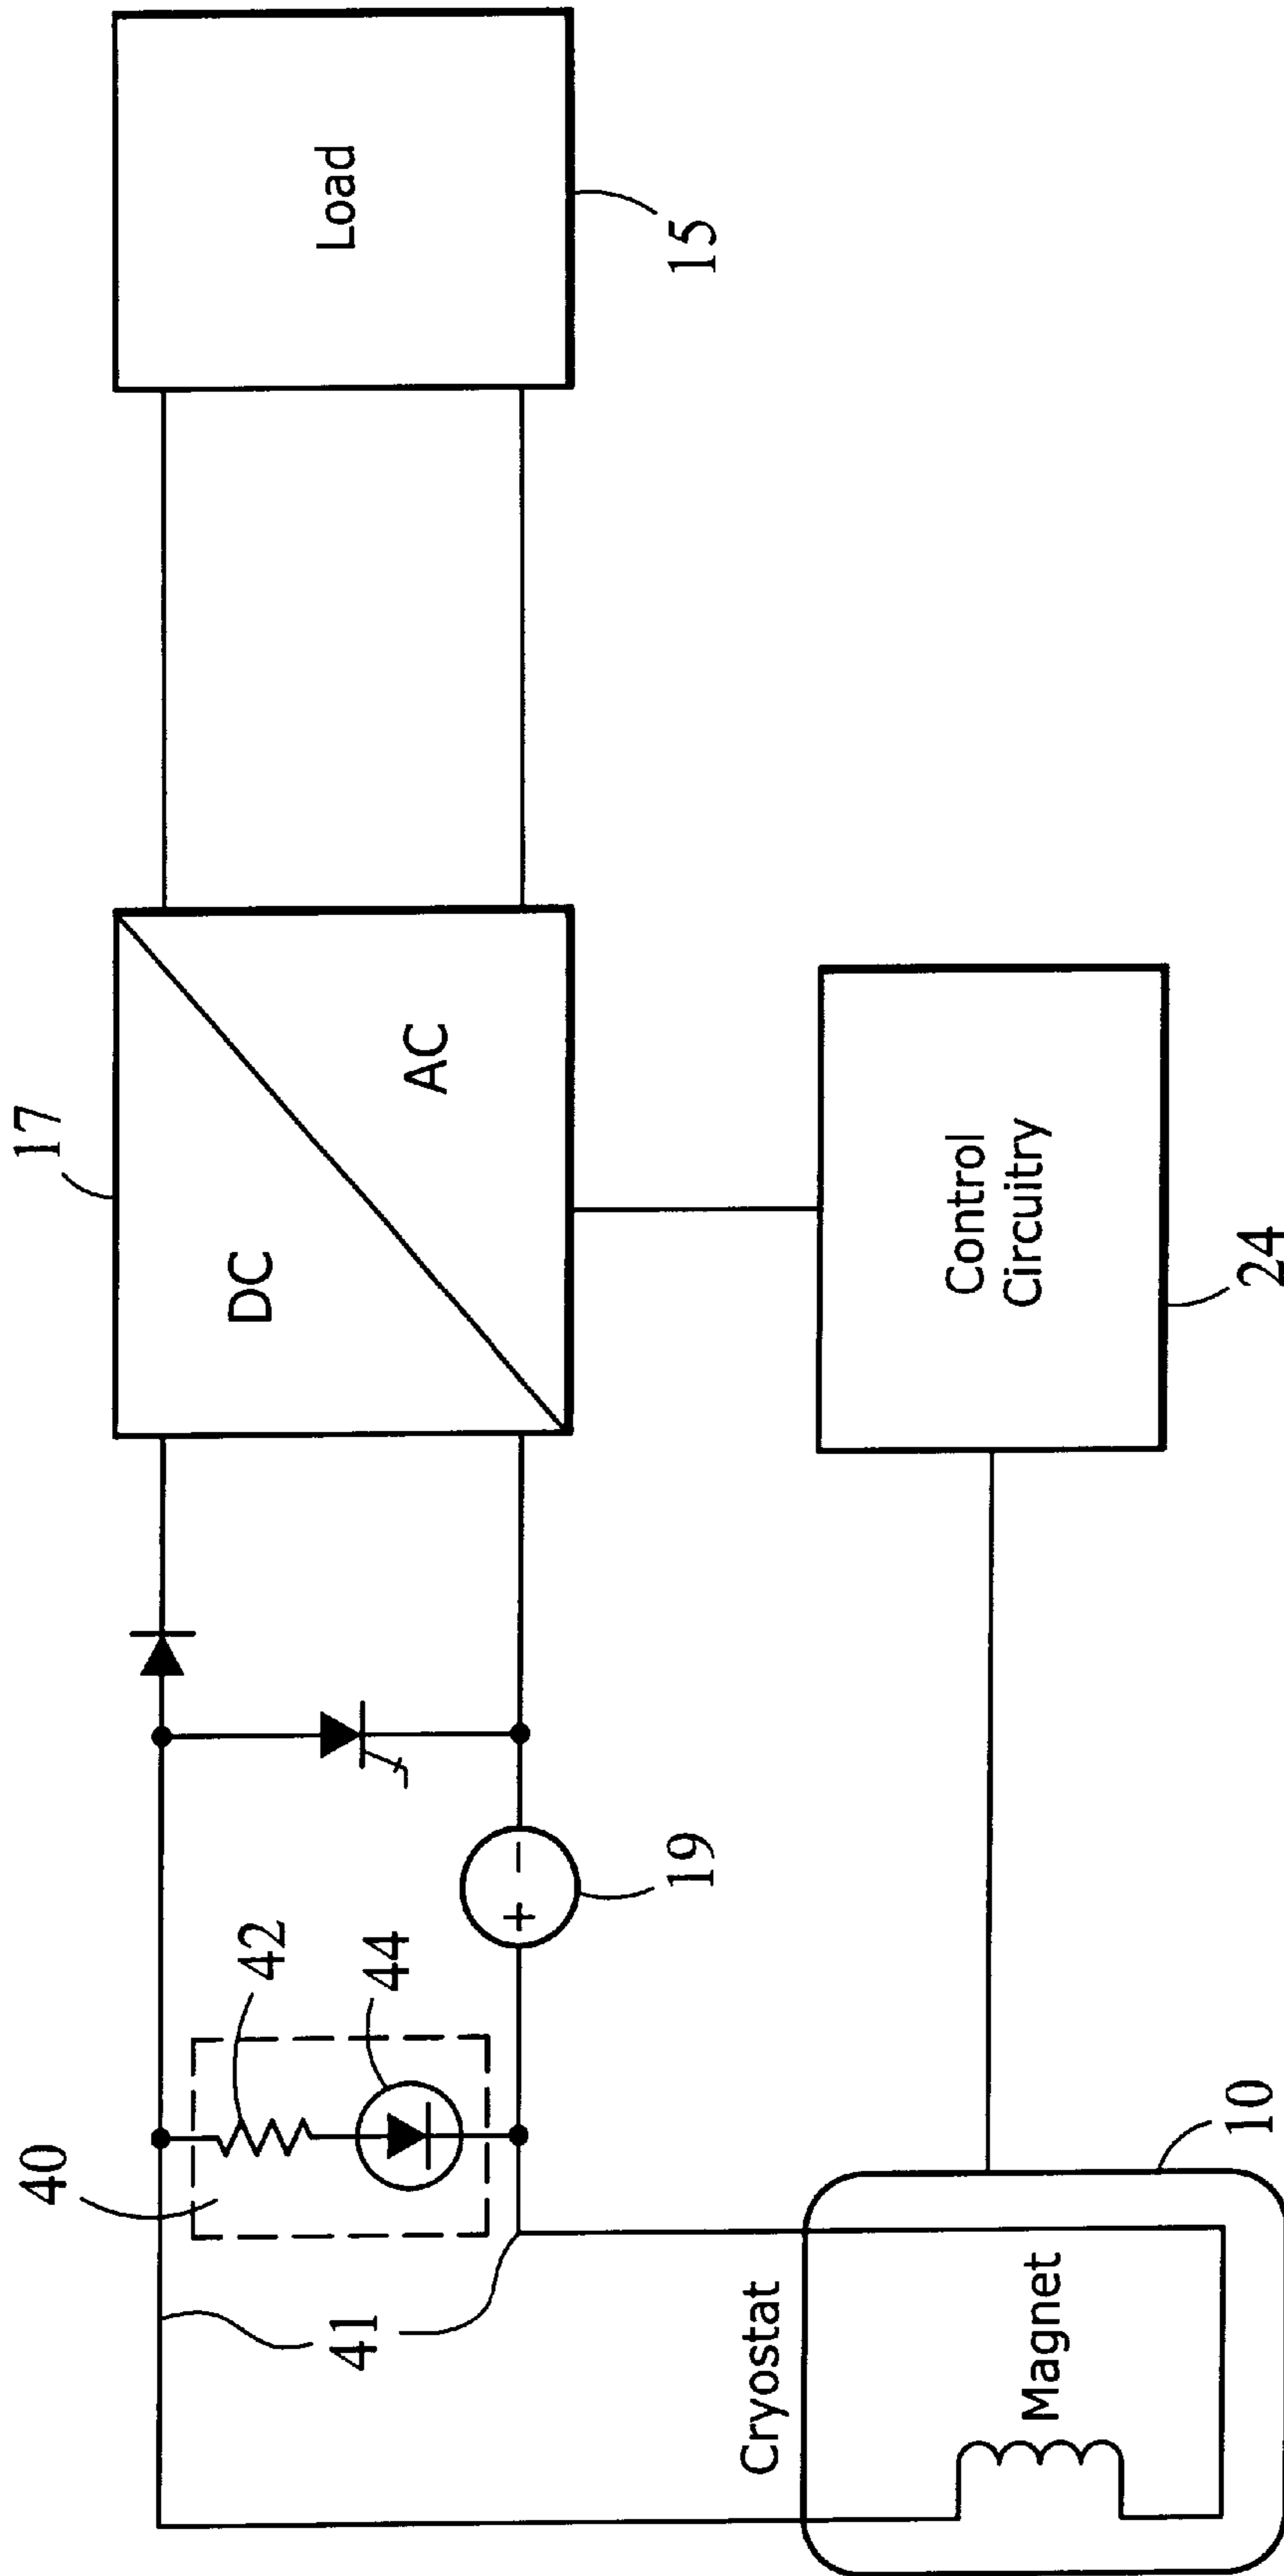 17
DC
AC
Load
15
40
42
44
19
41
Control
Circuitry
24
Cryostat
Magnet
10
+
−